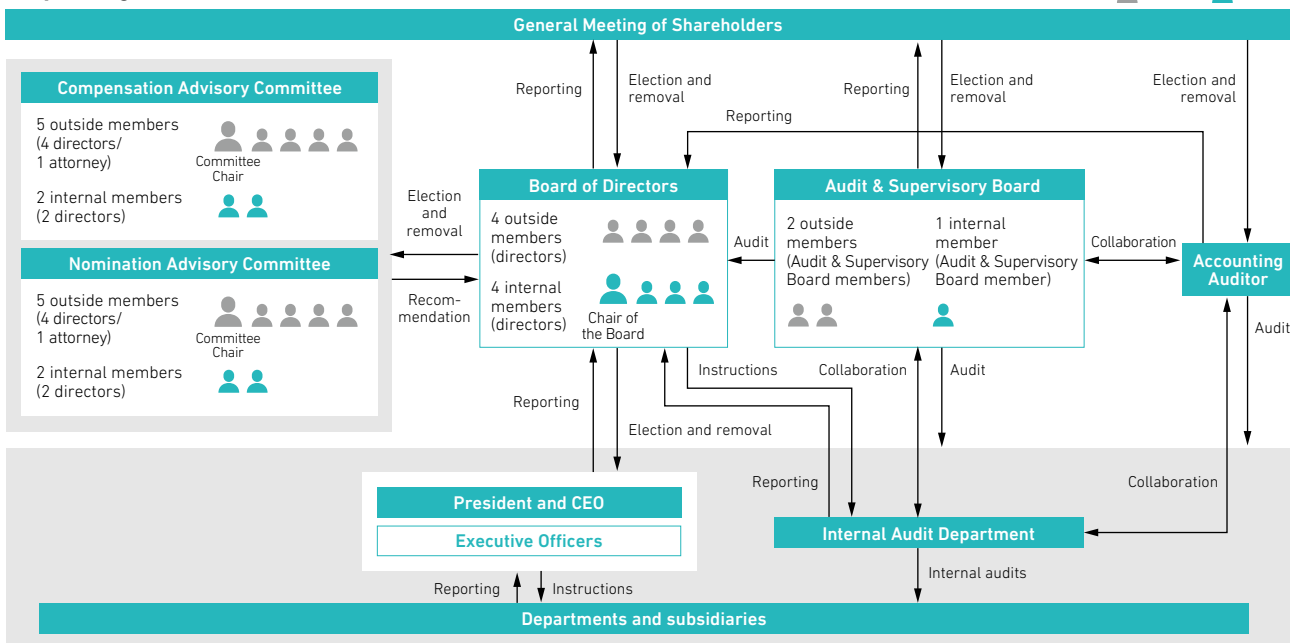 General Meeting of Shareholders
Compensation Advisory Committee
5 outside members
(4 directors/
1 attorney)
Committee
Chair
2 internal members
(2 directors)
Nomination Advisory Committee
5 outside members
(4 directors/
1 attorney)
Committee
Chair
2 internal members
(2 directors)
Election
and
removal
Recom-
mendation
Reporting
Election and
removal
Reporting
Reporting
Election and
removal
Election and
removal
Board of Directors
4 outside
members
(directors)
4 internal
members
(directors)
Chair of
the Board
Audit
Audit & Supervisory Board
2 outside
members
(Audit & Supervisory
Board members)
1 internal
member
(Audit & Supervisory
Board member)
Collaboration
Accounting
Auditor
Audit
Instructions
Collaboration
Audit
Reporting
Election and removal
Reporting
Collaboration
President and CEO
Executive Officers
Internal Audit Department
Reporting
Instructions
Internal audits
Departments and subsidiaries